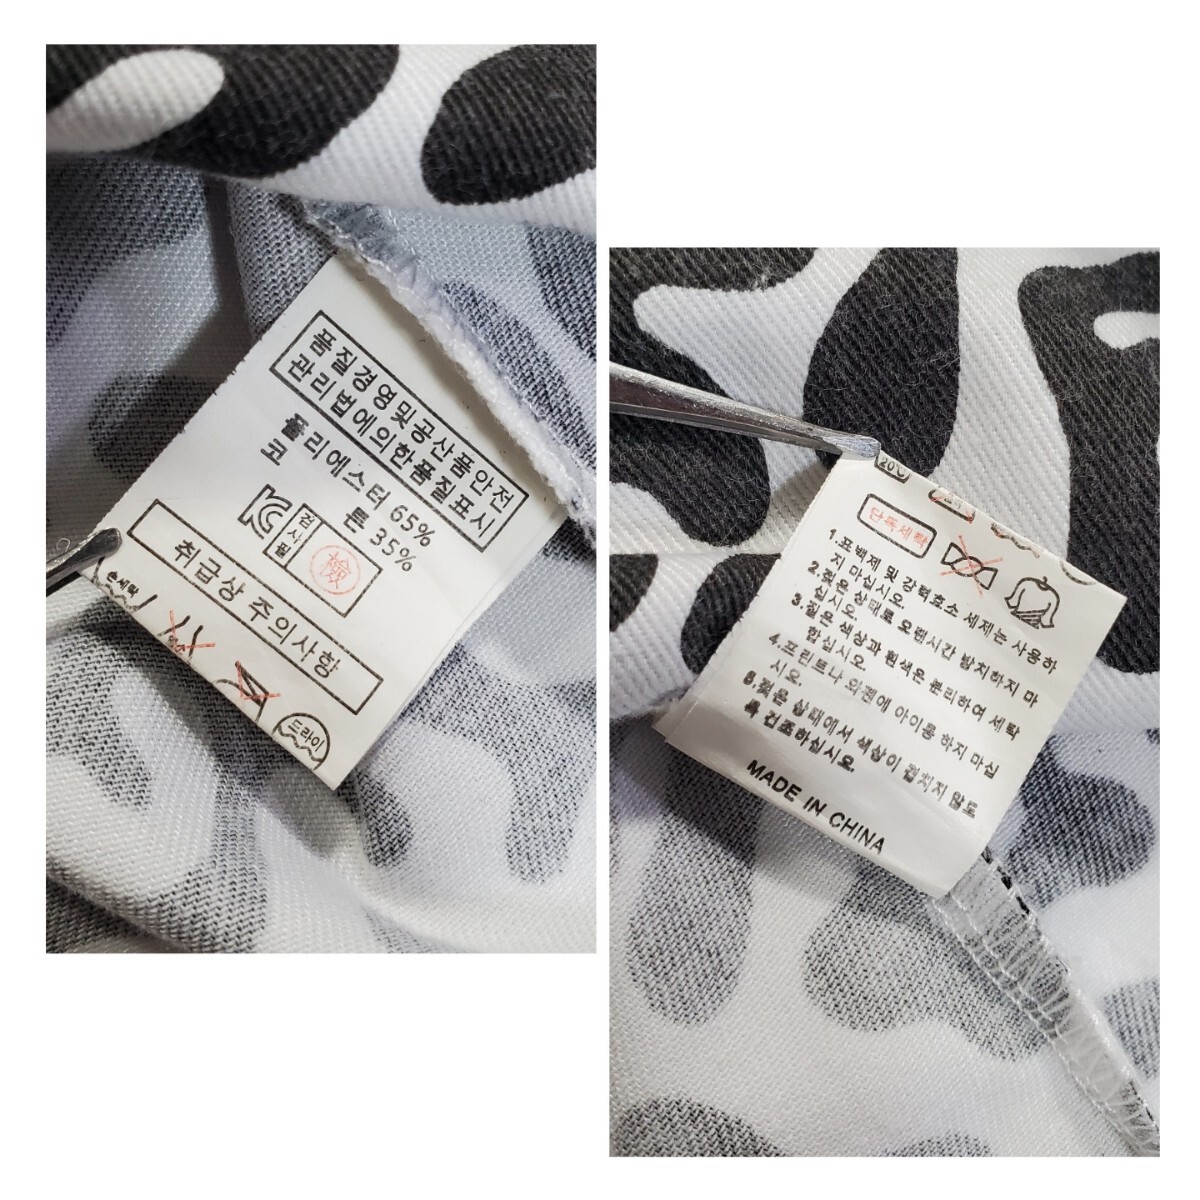 품질경영및공산품안전
관리법에의한품질표시
폴리에스터 65%
코 튼 35%
검사필
檢
취급상 주의사항
손세탁
드라이
20℃
단독세탁
1.표백제 및 강력효소 세제는 사용하
지 마십시오.
2.젖은 상태로 오랜시간 방치하지 마
십시오.
3.짙은 색상과 흰색은 분리하여 세탁
합십시오.
4.프린트나 외펜에 아이롱 하지 마십
시오.
5.젖은 상태에서 색상이 겹치지 않도
록 건조하십시오.
MADE IN CHINA